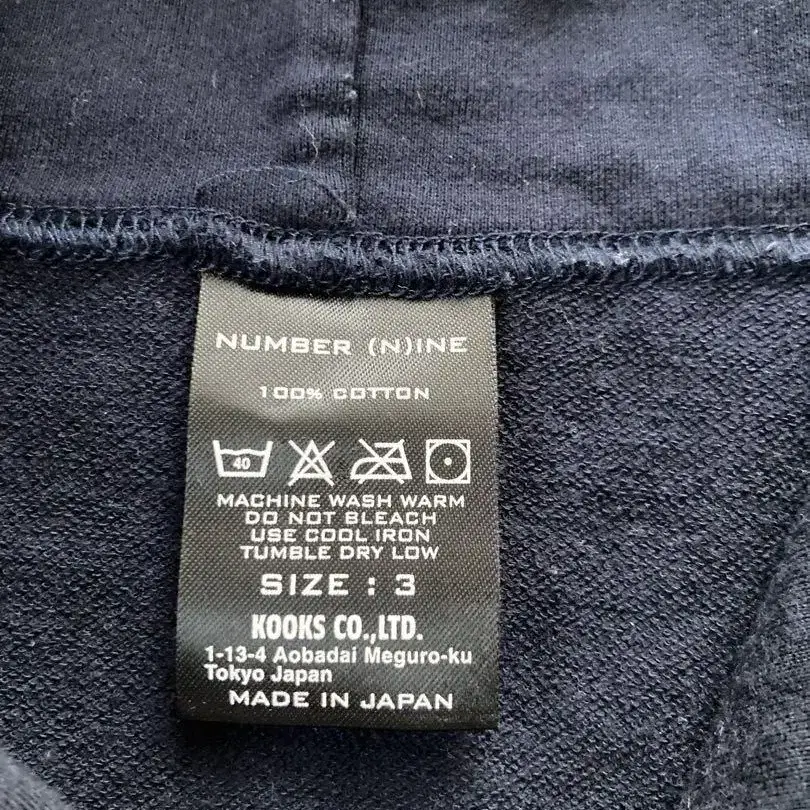 NUMBER (N)INE
100% COTTON
40
MACHINE WASH WARM
DO NOT BLEACH
USE COOL IRON
TUMBLE DRY LOW
SIZE : 3
KOOKS CO.,LTD.
1-13-4 Aobadai Meguro-ku
Tokyo Japan
MADE IN JAPAN